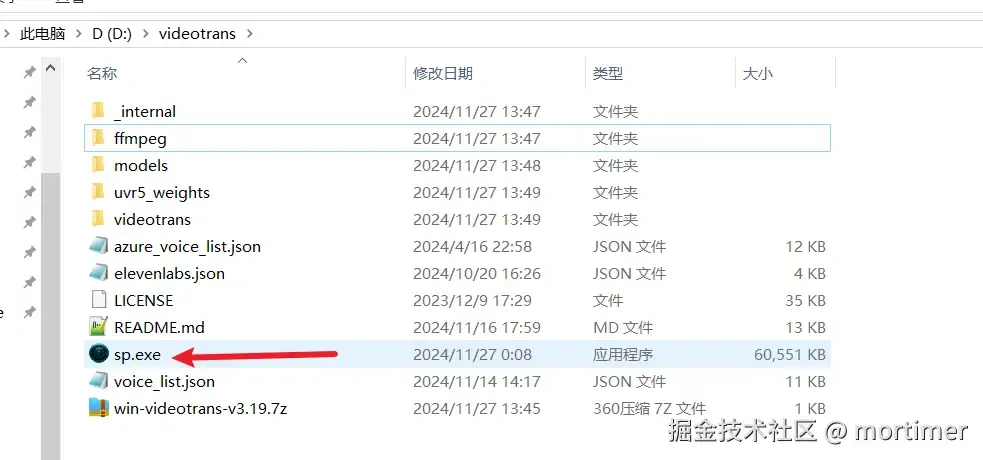 此电脑 > D (D:) > videotrans >
名称 修改日期 类型 大小
_internal 2024/11/27 13:47 文件夹
ffmpeg 2024/11/27 13:47 文件夹
models 2024/11/27 13:48 文件夹
uvr5_weights 2024/11/27 13:49 文件夹
videotrans 2024/11/27 13:49 文件夹
azure_voice_list.json 2024/4/16 22:58 JSON 文件 12 KB
elevenlabs.json 2024/10/20 16:26 JSON 文件 4 KB
LICENSE 2023/12/9 17:29 文件 35 KB
README.md 2024/11/16 17:59 MD 文件 13 KB
sp.exe 2024/11/27 0:08 应用程序 60,551 KB
voice_list.json 2024/11/14 14:17 JSON 文件 11 KB
win-videotrans-v3.19.7z 2024/11/27 13:45 360压缩 7Z 文件 1 KB
掘金技术社区 @ mortimer